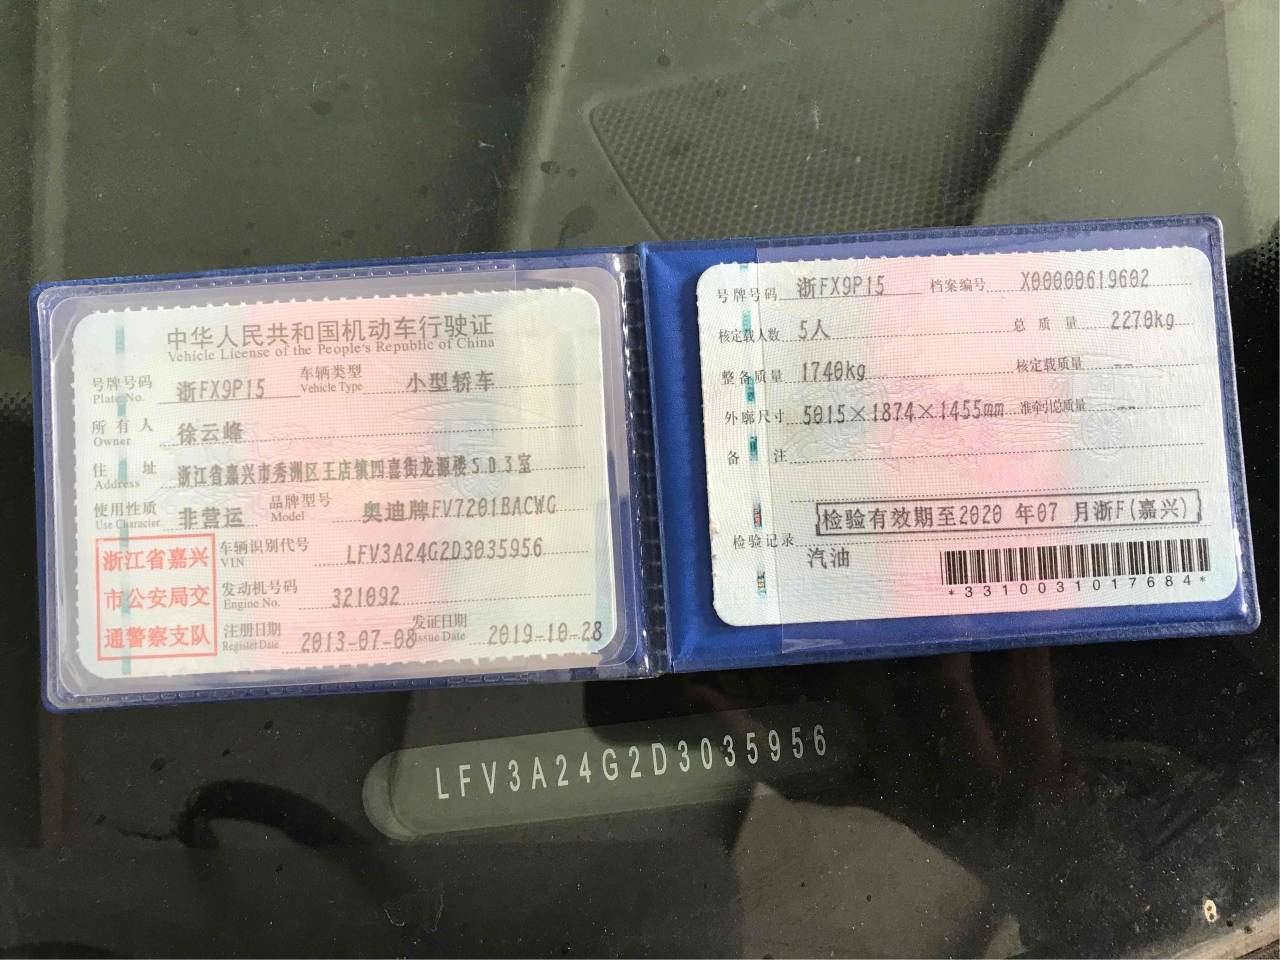 中华人民共和国机动车行驶证
Vehicle License of the People's Republic of China
号牌号码 浙FX9P15 车辆类型 小型轿车
Plate No. Vehicle Type
所有人 徐云峰
Owner
住址 浙江省嘉兴市秀洲区王店镇四喜街龙源楼503室
Address
使用性质 非营运 品牌型号 奥迪牌FV7201BACWG
Use Character Model
浙江省嘉兴
市公安局交
通警察支队
车辆识别代号 LFV3A24G2D3035956
VIN
发动机号码 321092
Engine No.
注册日期 2013-07-08 发证日期 2019-10-28
Register Date Issue Date
号牌号码 浙FX9P15 档案编号 X00000619602
核定载人数 5人 总质量 2270kg
整备质量 1740kg 核定载质量 --
外廓尺寸 5015×1874×1455mm 准牵引总质量 --
备注
检验有效期至2020年07月浙F(嘉兴)
检验记录
汽油
*3310031017684*
LFV3A24G2D3035956